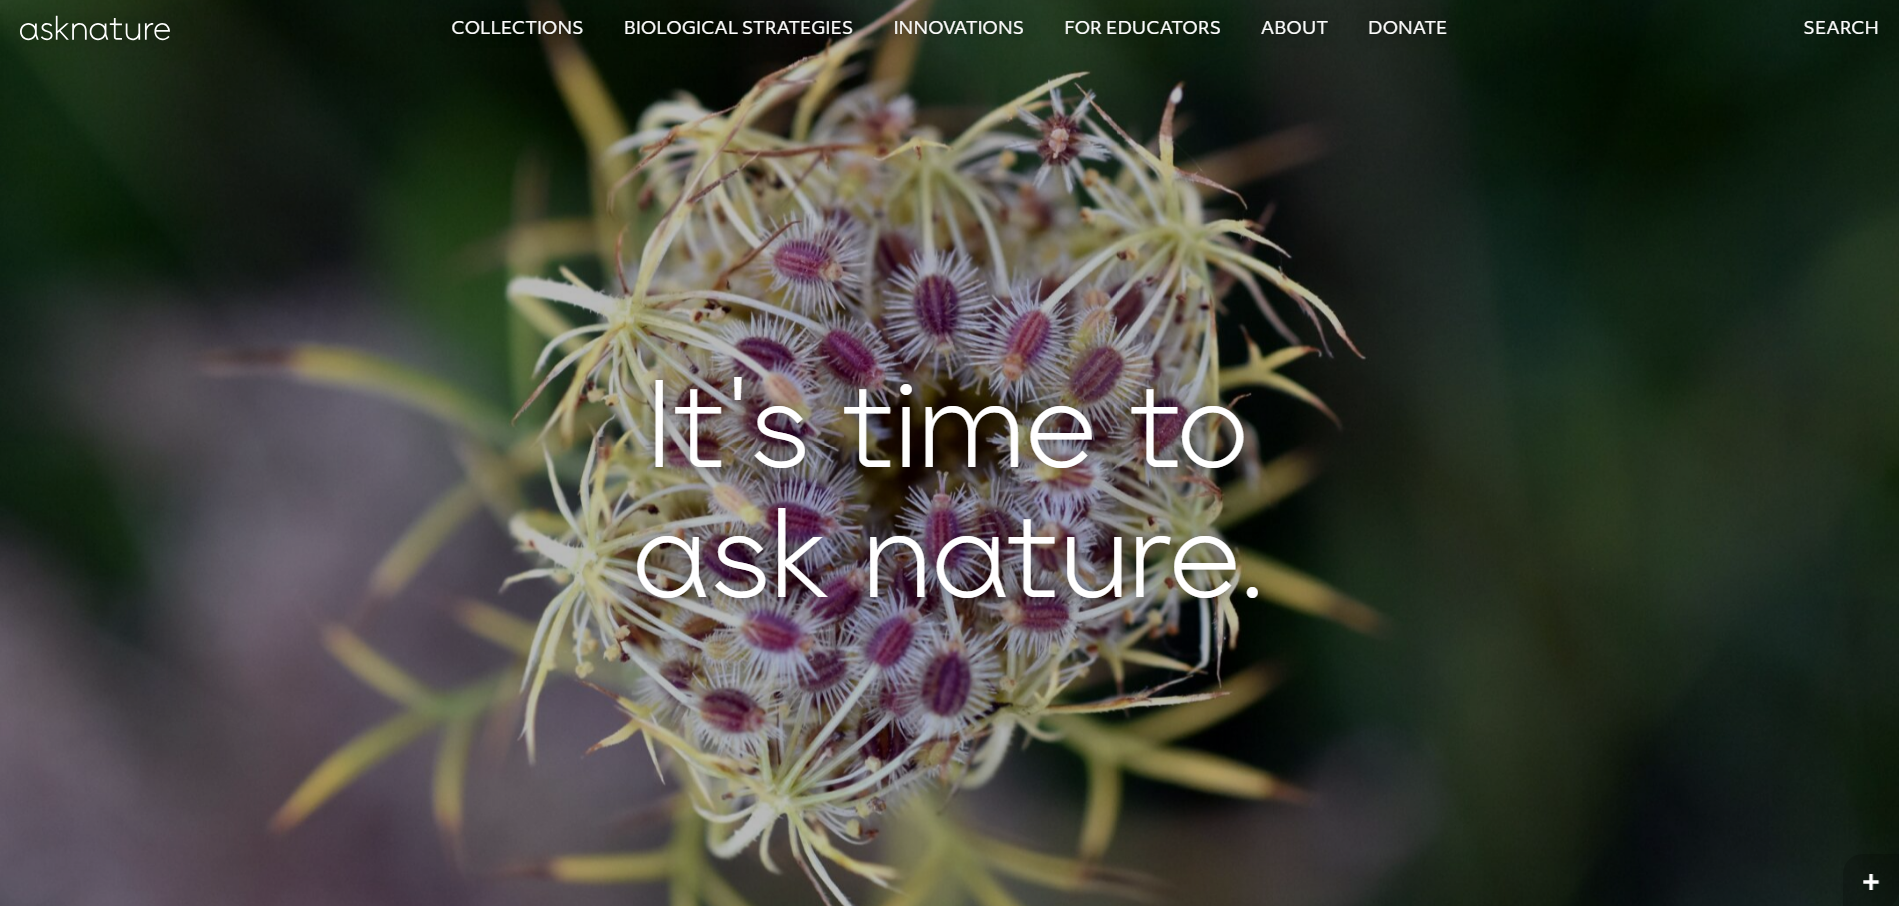 asknature
COLLECTIONS BIOLOGICAL STRATEGIES INNOVATIONS FOR EDUCATORS ABOUT DONATE SEARCH
It's time to
ask nature.
+